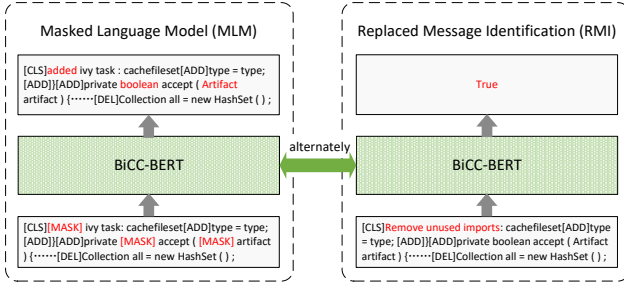 Masked Language Model (MLM)
[CLS]added ivy task : cachefileset[ADD]type = type;
[ADD]}[ADD]private boolean accept ( Artifact
artifact ) {······[DEL]Collection all = new HashSet ( ) ;
BiCC-BERT
[CLS][MASK] ivy task: cachefileset[ADD]type = type;
[ADD]}[ADD]private [MASK] accept ( [MASK] artifact
) {······[DEL]Collection all = new HashSet ( ) ;
alternately
Replaced Message Identification (RMI)
True
BiCC-BERT
[CLS]Remove unused imports: cachefileset[ADD]type
= type; [ADD]}[ADD]private boolean accept ( Artifact
artifact ) {······[DEL]Collection all = new HashSet ( ) ;